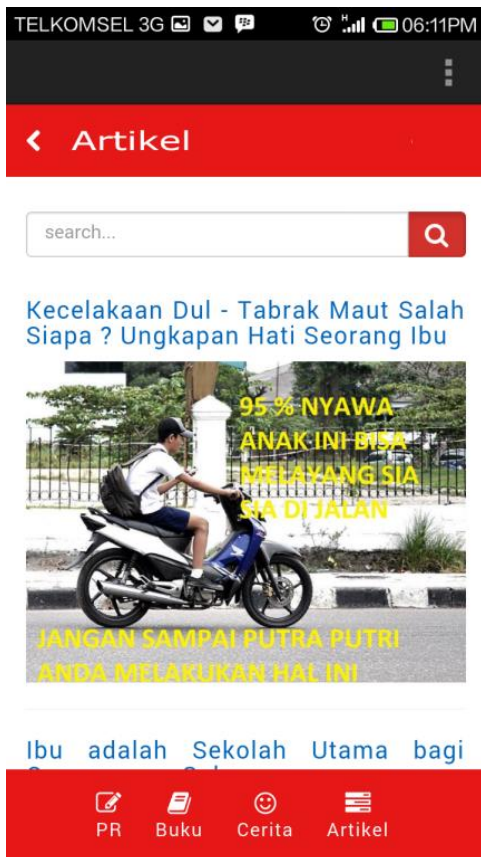 TELKOMSEL 3G 06:11PM
Artikel
search...
Kecelakaan Dul - Tabrak Maut Salah
Siapa ? Ungkapan Hati Seorang Ibu
95 % NYAWA
ANAK INI BISA
MELAYANG SIA
SIA DI JALAN
JANGAN SAMPAI PUTRA PUTRI
ANDA MELAKUKAN HAL INI
Ibu adalah Sekolah Utama bagi
PR Buku Cerita Artikel